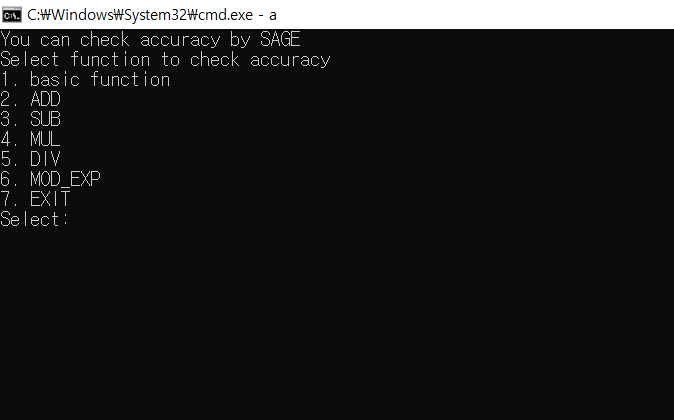 C:₩Windows₩System32₩cmd.exe - a
You can check accuracy by SAGE
Select function to check accuracy
1. basic function
2. ADD
3. SUB
4. MUL
5. DIV
6. MOD_EXP
7. EXIT
Select: